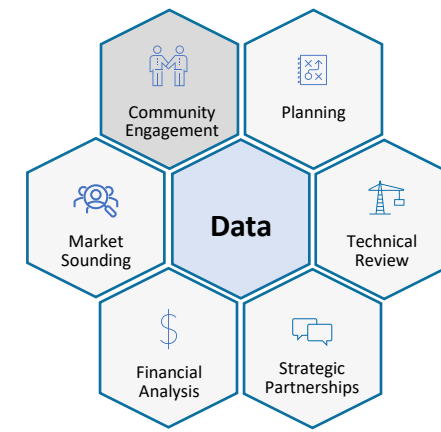 Community
Engagement
Planning
Market
Sounding
Data
Technical
Review
Financial
Analysis
Strategic
Partnerships